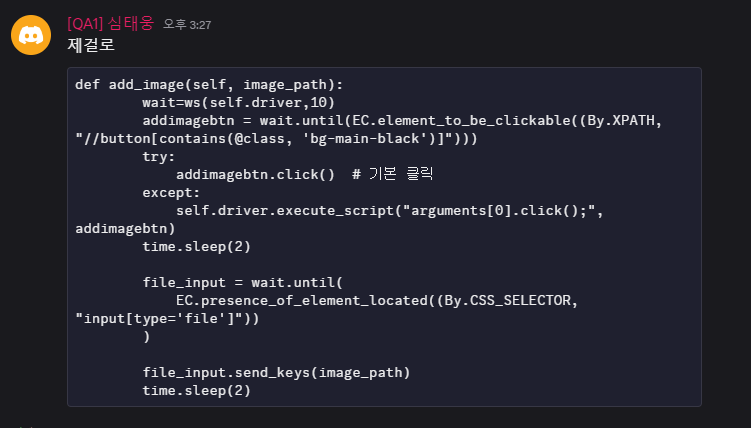 [QA1] 심태웅 오후 3:27
제걸로
def add_image(self, image_path):
        wait=ws(self.driver,10)
        addimagebtn = wait.until(EC.element_to_be_clickable((By.XPATH,
"//button[contains(@class, 'bg-main-black')]")))
        try:
            addimagebtn.click()  # 기본 클릭
        except:
            self.driver.execute_script("arguments[0].click();",
addimagebtn)
        time.sleep(2)

        file_input = wait.until(
            EC.presence_of_element_located((By.CSS_SELECTOR,
"input[type='file']"))
        )

        file_input.send_keys(image_path)
        time.sleep(2)